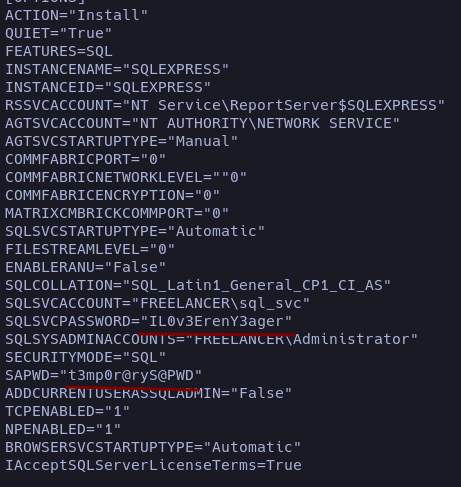 [OPTIONS]
ACTION="Install"
QUIET="True"
FEATURES=SQL
INSTANCENAME="SQLEXPRESS"
INSTANCEID="SQLEXPRESS"
RSSVCACCOUNT="NT Service\ReportServer$SQLEXPRESS"
AGTSVCACCOUNT="NT AUTHORITY\NETWORK SERVICE"
AGTSVCSTARTUPTYPE="Manual"
COMMFABRICPORT="0"
COMMFABRICNETWORKLEVEL=""0"
COMMFABRICENCRYPTION="0"
MATRIXCMBRICKCOMMPORT="0"
SQLSVCSTARTUPTYPE="Automatic"
FILESTREAMLEVEL="0"
ENABLERANU="False"
SQLCOLLATION="SQL_Latin1_General_CP1_CI_AS"
SQLSVCACCOUNT="FREELANCER\sql_svc"
SQLSVCPASSWORD="IL0v3ErenY3ager"
SQLSYSADMINACCOUNTS="FREELANCER\Administrator"
SECURITYMODE="SQL"
SAPWD="t3mp0r@ryS@PWD"
ADDCURRENTUSERASSQLADMIN="False"
TCPENABLED="1"
NPENABLED="1"
BROWSERSVCSTARTUPTYPE="Automatic"
IAcceptSQLServerLicenseTerms=True